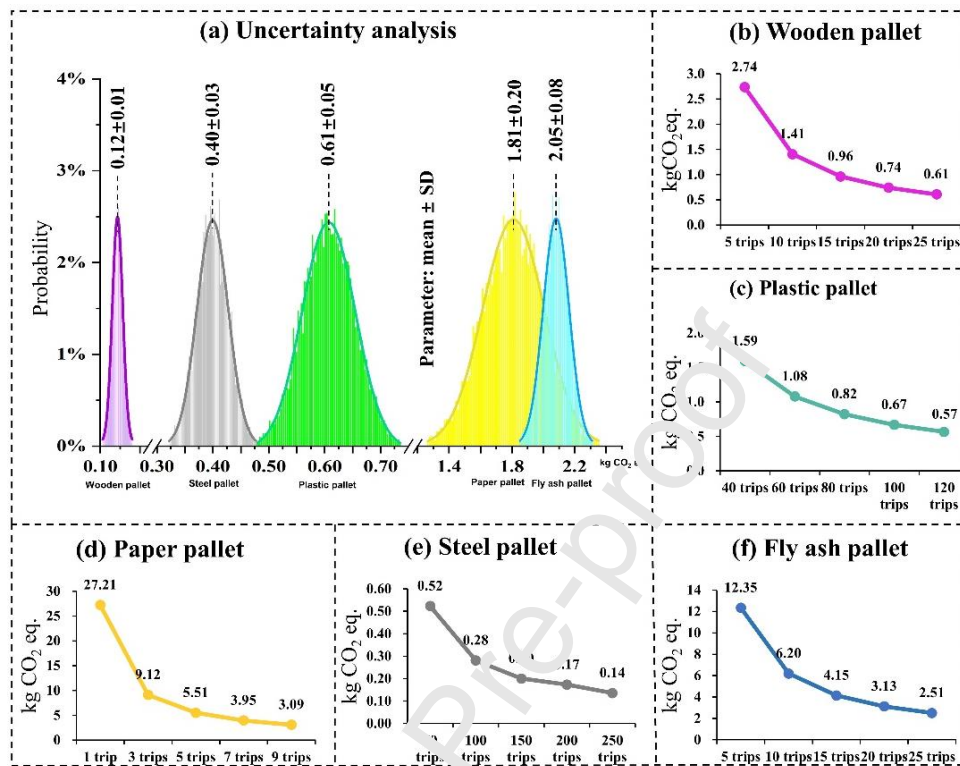 (a) Uncertainty analysis
4%
3%
2%
1%
0%
Probability
0.12±0.01
0.40±0.03
0.61±0.05
Parameter: mean ± SD
1.81±0.20
2.05±0.08
0.10
0.30
0.40
0.50
0.60
0.70
1.4
1.8
2.2
kg CO₂
Wooden pallet
Steel pallet
Plastic pallet
Paper pallet
Fly ash pallet
(b) Wooden pallet
kgCO₂eq.
3.0
2.5
2.0
1.5
1.0
0.5
0.0
2.74
1.41
0.96
0.74
0.61
5 trips
10 trips
15 trips
20 trips
25 trips
(c) Plastic pallet
kg CO₂ eq.
1.59
1.08
0.82
0.67
0.57
40 trips
60 trips
80 trips
100
trips
120
trips
(d) Paper pallet
kg CO₂ eq.
30
25
20
15
10
5
0
27.21
9.12
5.51
3.95
3.09
1 trip
3 trips
5 trips
7 trips
9 trips
(e) Steel pallet
kg CO₂ eq.
0.60
0.50
0.40
0.30
0.20
0.10
0.00
0.52
0.28
0.17
0.14
trips
100
trips
150
trips
200
trips
250
trips
(f) Fly ash pallet
kg CO₂ eq.
14
12
10
8
6
4
2
0
12.35
6.20
4.15
3.13
2.51
5 trips
10 trips
15 trips
20 trips
25 trips
Pre-proof